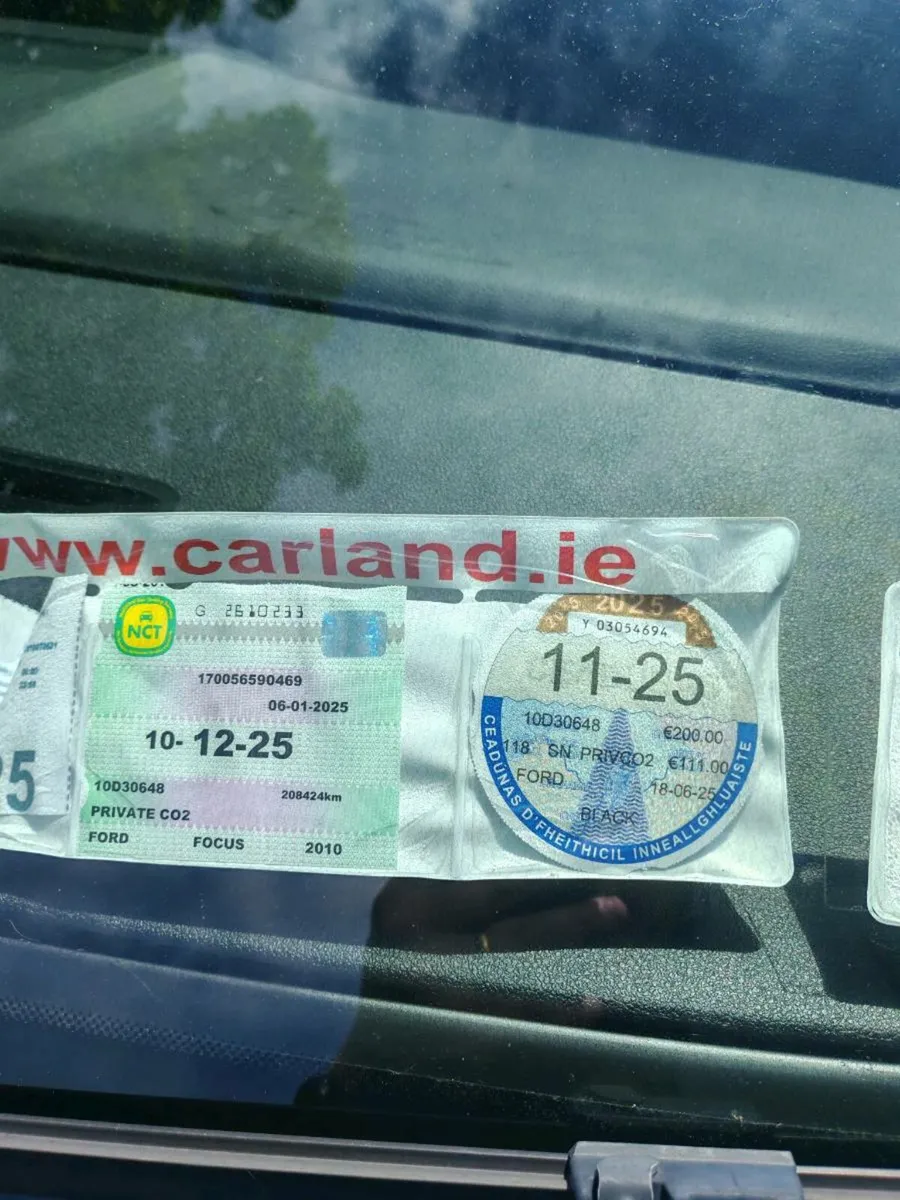 www.carland.ie
NCT
G 2610233
170056590469
06-01-2025
10- 12-25
10D30648
208424km
PRIVATE CO2
FORD FOCUS 2010
2025
Y 03054694
11-25
10D30648 €200.00
118 SN PRIVCO2 €111.00
FORD 18-06-25
BLACK
CEADUNAS D'FHEITHICIL INNEALLGHLUAISTE